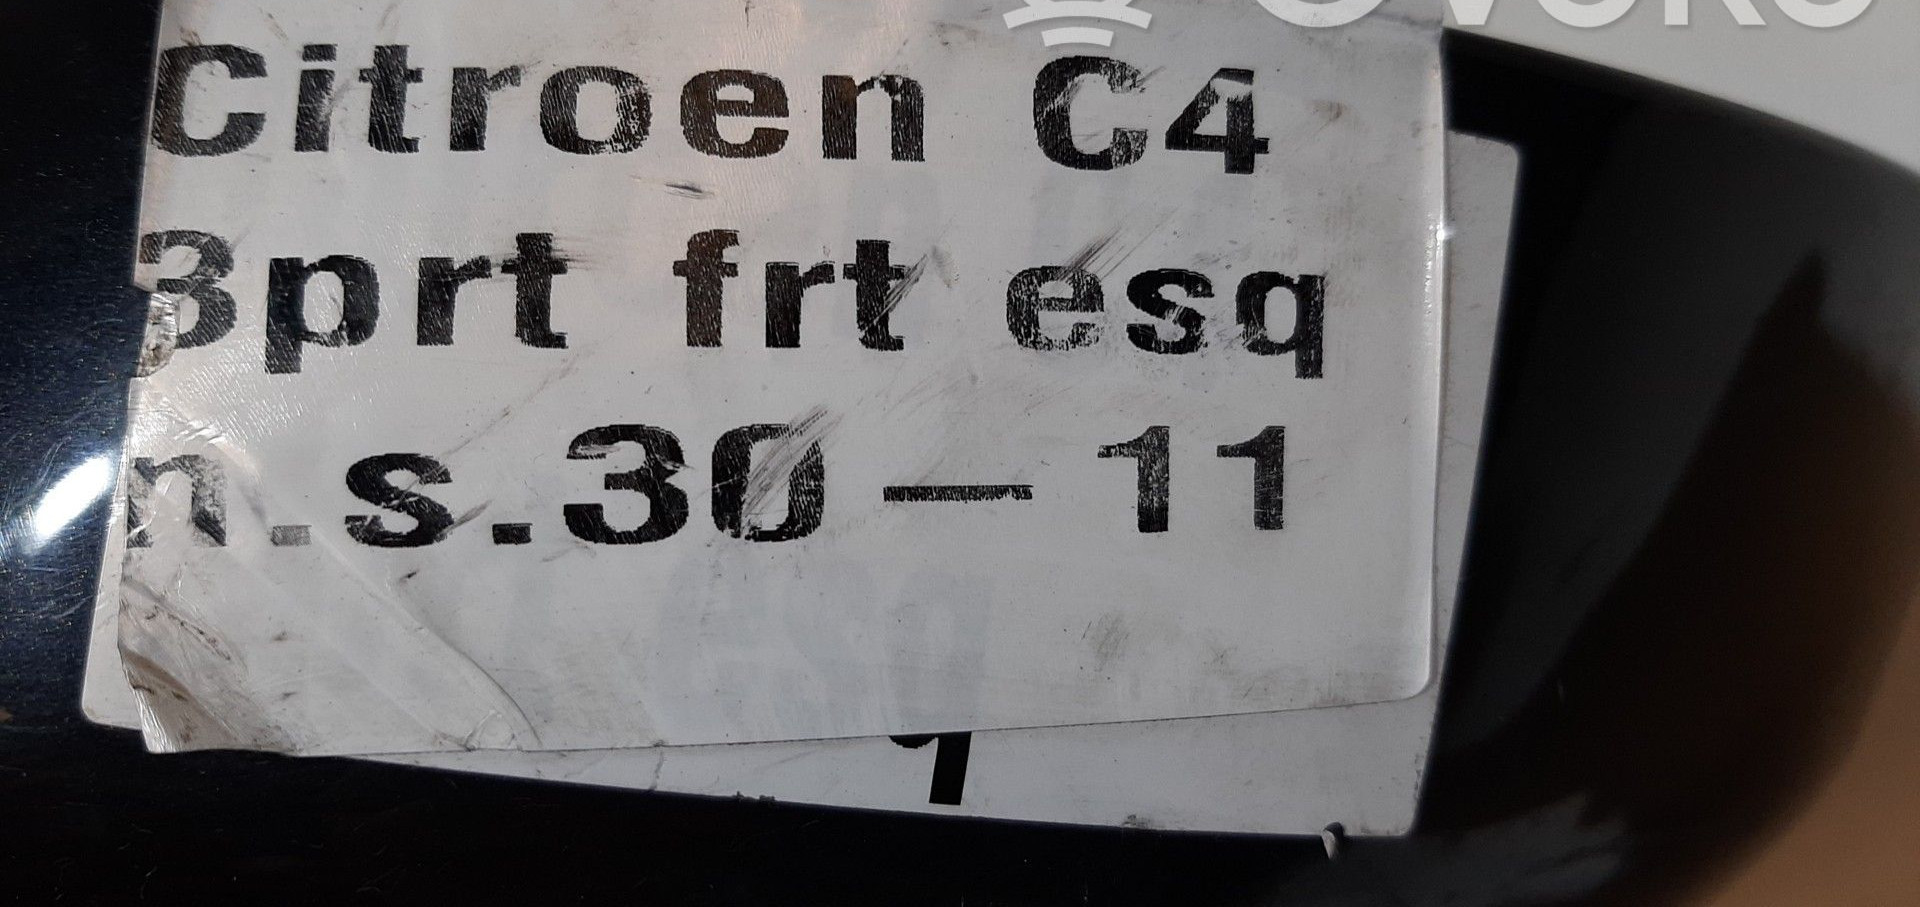 Citroen C4
3prt frt esq
n.s.30 — 11
q